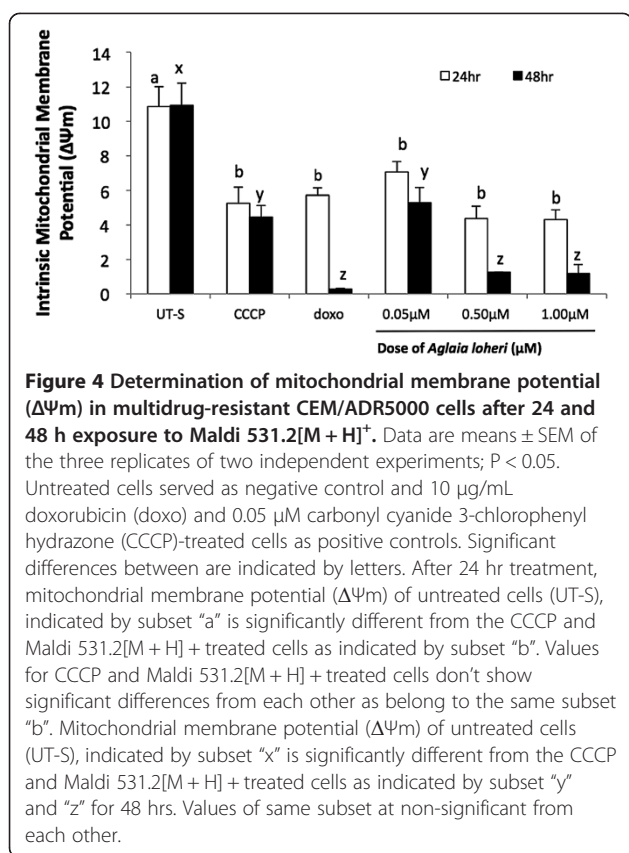 Intrinsic Mitochondrial Membrane
Potential (ΔΨm)
14
12
10
8
6
4
2
0
a x
b y
b z
b y
b z
b z
24hr 48hr
UT-S CCCP doxo 0.05µM 0.50µM 1.00µM
Dose of Aglaia loheri (µM)
Figure 4 Determination of mitochondrial membrane potential
(ΔΨm) in multidrug-resistant CEM/ADR5000 cells after 24 and
48 h exposure to Maldi 531.2[M + H]⁺. Data are means ± SEM of
the three replicates of two independent experiments; P < 0.05.
Untreated cells served as negative control and 10 µg/mL
doxorubicin (doxo) and 0.05 µM carbonyl cyanide 3-chlorophenyl
hydrazone (CCCP)-treated cells as positive controls. Significant
differences between are indicated by letters. After 24 hr treatment,
mitochondrial membrane potential (ΔΨm) of untreated cells (UT-S),
indicated by subset “a” is significantly different from the CCCP and
Maldi 531.2[M + H] + treated cells as indicated by subset “b”. Values
for CCCP and Maldi 531.2[M + H] + treated cells don’t show
significant differences from each other as belong to the same subset
“b”. Mitochondrial membrane potential (ΔΨm) of untreated cells
(UT-S), indicated by subset “x” is significantly different from the CCCP
and Maldi 531.2[M + H] + treated cells as indicated by subset “y”
and “z” for 48 hrs. Values of same subset at non-significant from
each other.